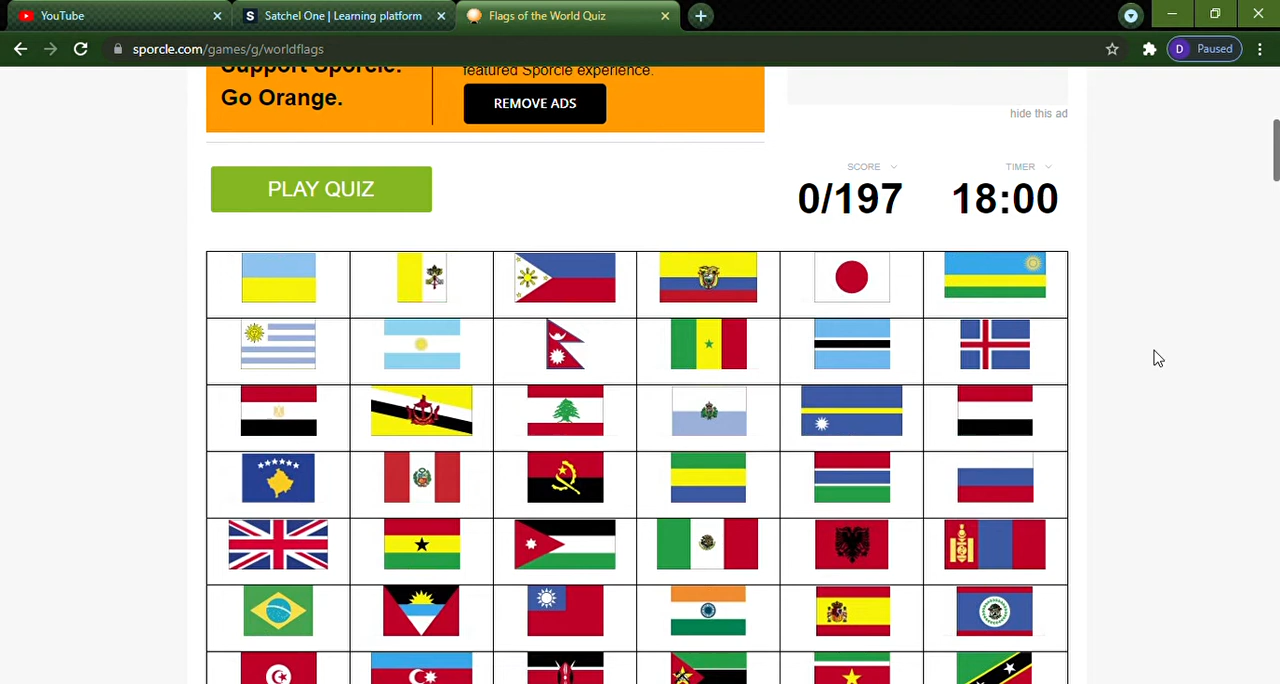 YouTube
Satchel One | Learning platform
Flags of the World Quiz
sporcle.com/games/g/worldflags
D Paused
Support Sporcle.
Go Orange.
featured Sporcle experience.
REMOVE ADS
hide this ad
PLAY QUIZ
SCORE
0/197
TIMER
18:00